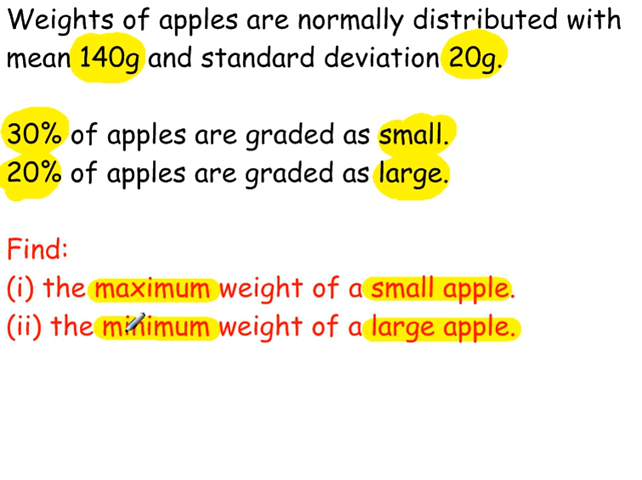 Weights of apples are normally distributed with
mean 140g and standard deviation 20g.
30% of apples are graded as small.
20% of apples are graded as large.
Find:
(i) the maximum weight of a small apple.
(ii) the minimum weight of a large apple.